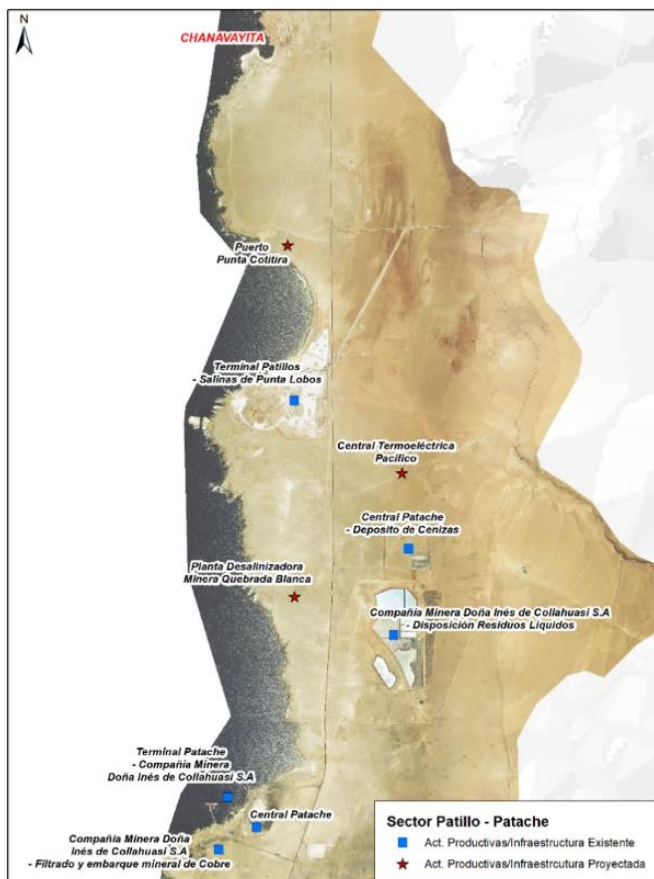 N
CHANAVAYITA
Puerto
Punta Cotitira
Terminal Patillos
- Salinas de Punta Lobos
Central Termoeléctrica
Pacífico
Central Patache
- Deposito de Cenizas
Planta Desalinizadora
Minera Quebrada Blanca
Compañía Minera Doña Inés de Collahuasi S.A
- Disposición Residuos Líquidos
Terminal Patache
- Compañía Minera
Doña Inés de Collahuasi S.A
Central Patache
Compañía Minera Doña
Inés de Collahuasi S.A
- Filtrado y embarque mineral de Cobre
Sector Patillo - Patache
Act. Productivas/Infraestructura Existente
Act. Productivas/Infraestrcutura Proyectada